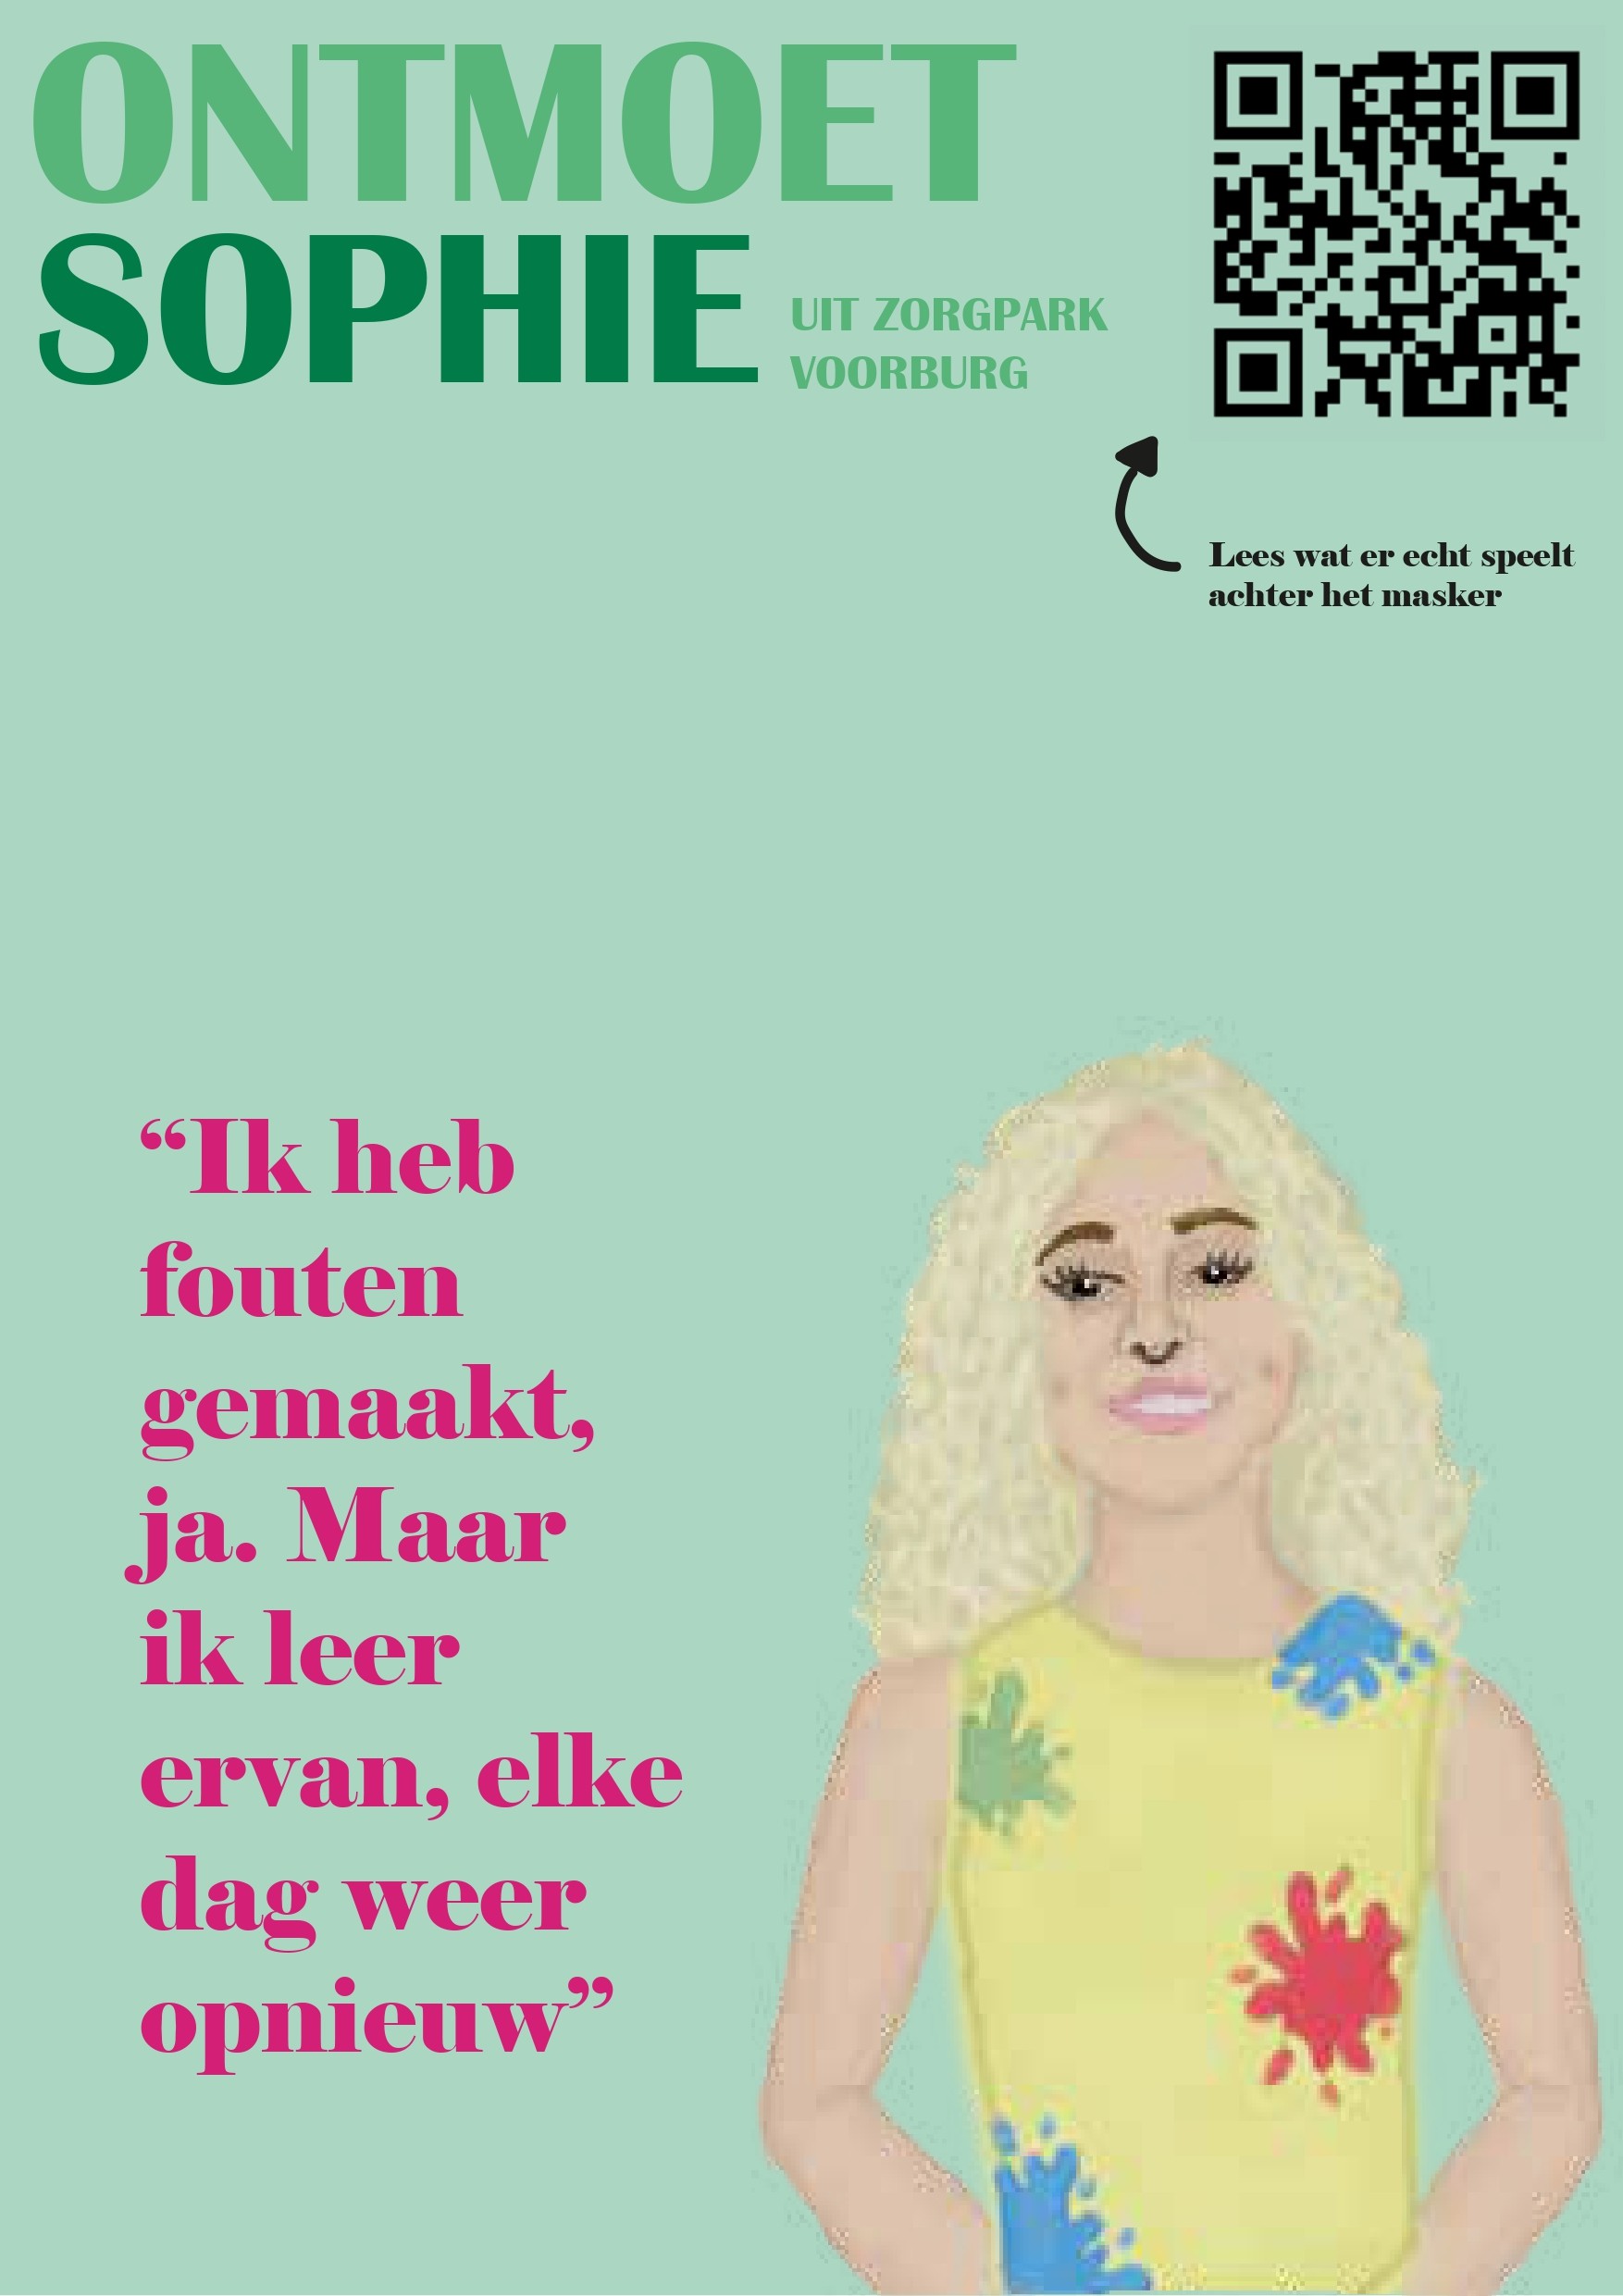 ONTMOET
SOPHIE
UIT ZORGPARK
VOORBURG
Lees wat er echt speelt
achter het masker
“Ik heb
fouten
gemaakt,
ja. Maar
ik leer
ervan, elke
dag weer
opnieuw”